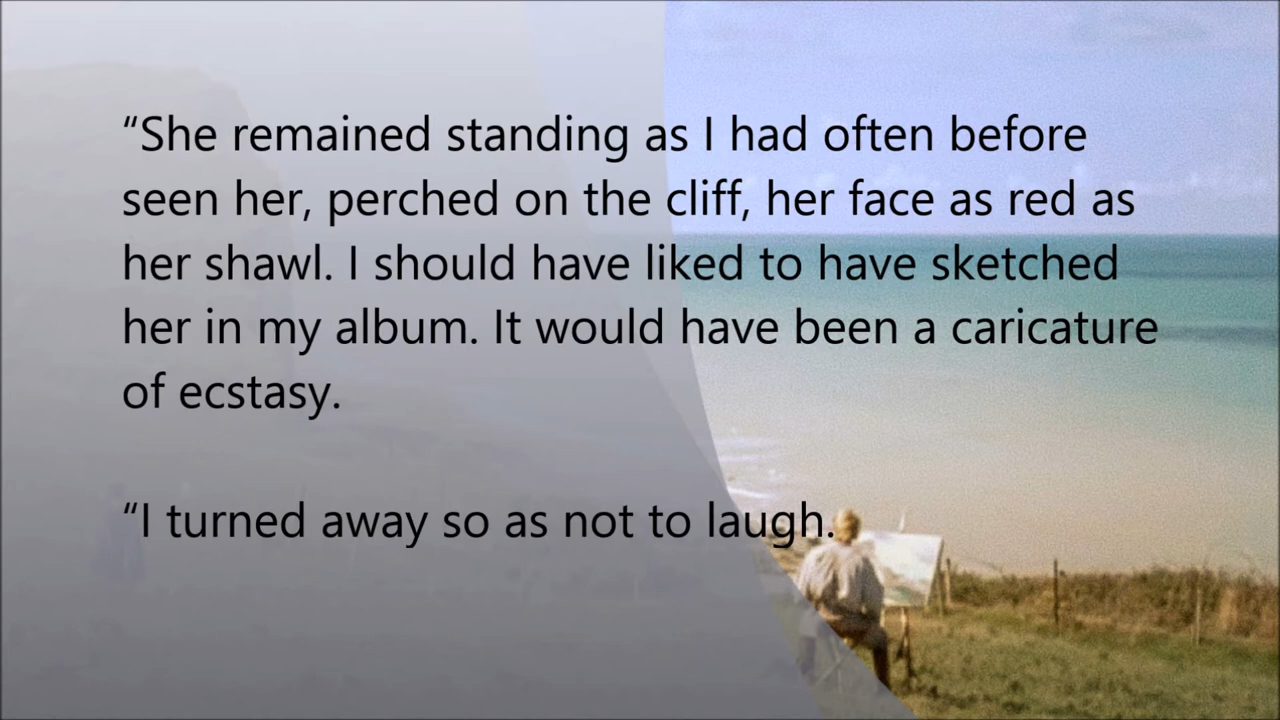 “She remained standing as I had often before
seen her, perched on the cliff, her face as red as
her shawl. I should have liked to have sketched
her in my album. It would have been a caricature
of ecstasy.
“I turned away so as not to laugh.